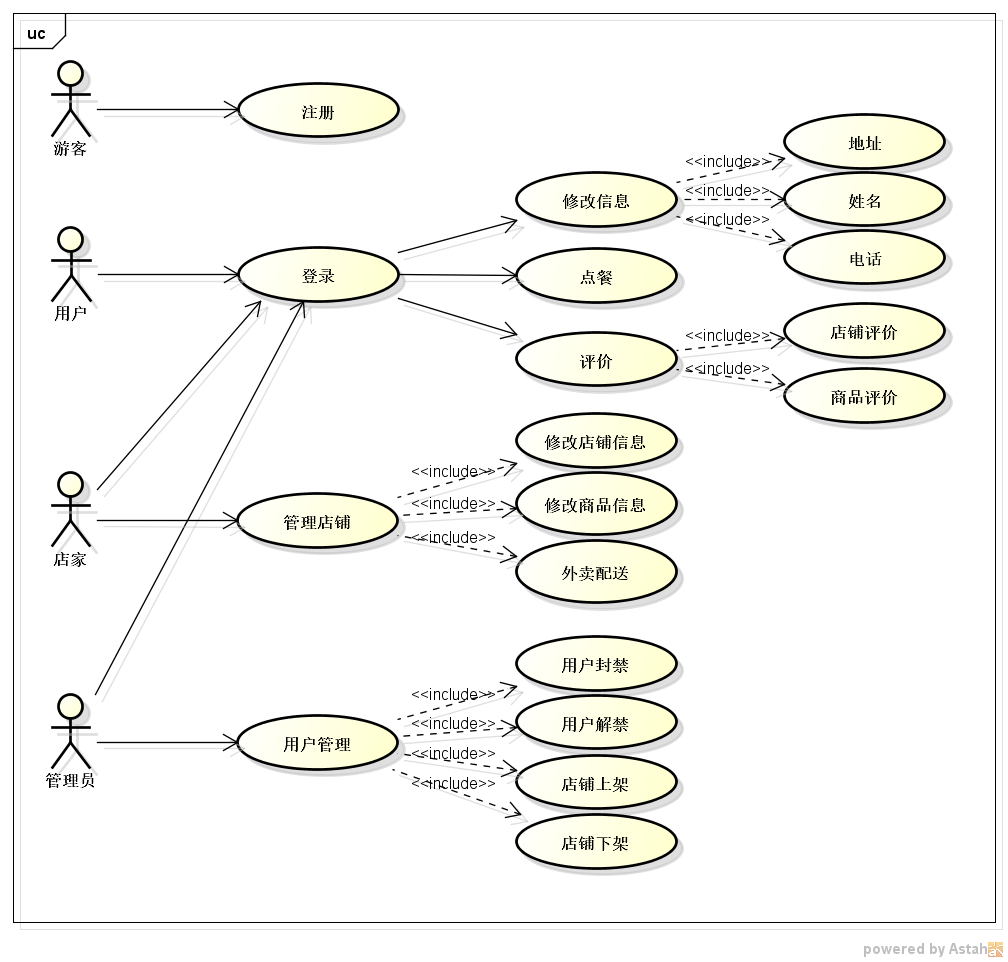 uc
游客
注册
用户
登录
修改信息
<<include>>
地址
<<include>>
姓名
<<include>>
电话
点餐
评价
<<include>>
店铺评价
<<include>>
商品评价
店家
管理店铺
<<include>>
修改店铺信息
<<include>>
修改商品信息
<<include>>
外卖配送
管理员
用户管理
<<include>>
用户封禁
<<include>>
用户解禁
<<include>>
店铺上架
<<include>>
店铺下架
powered by Astah